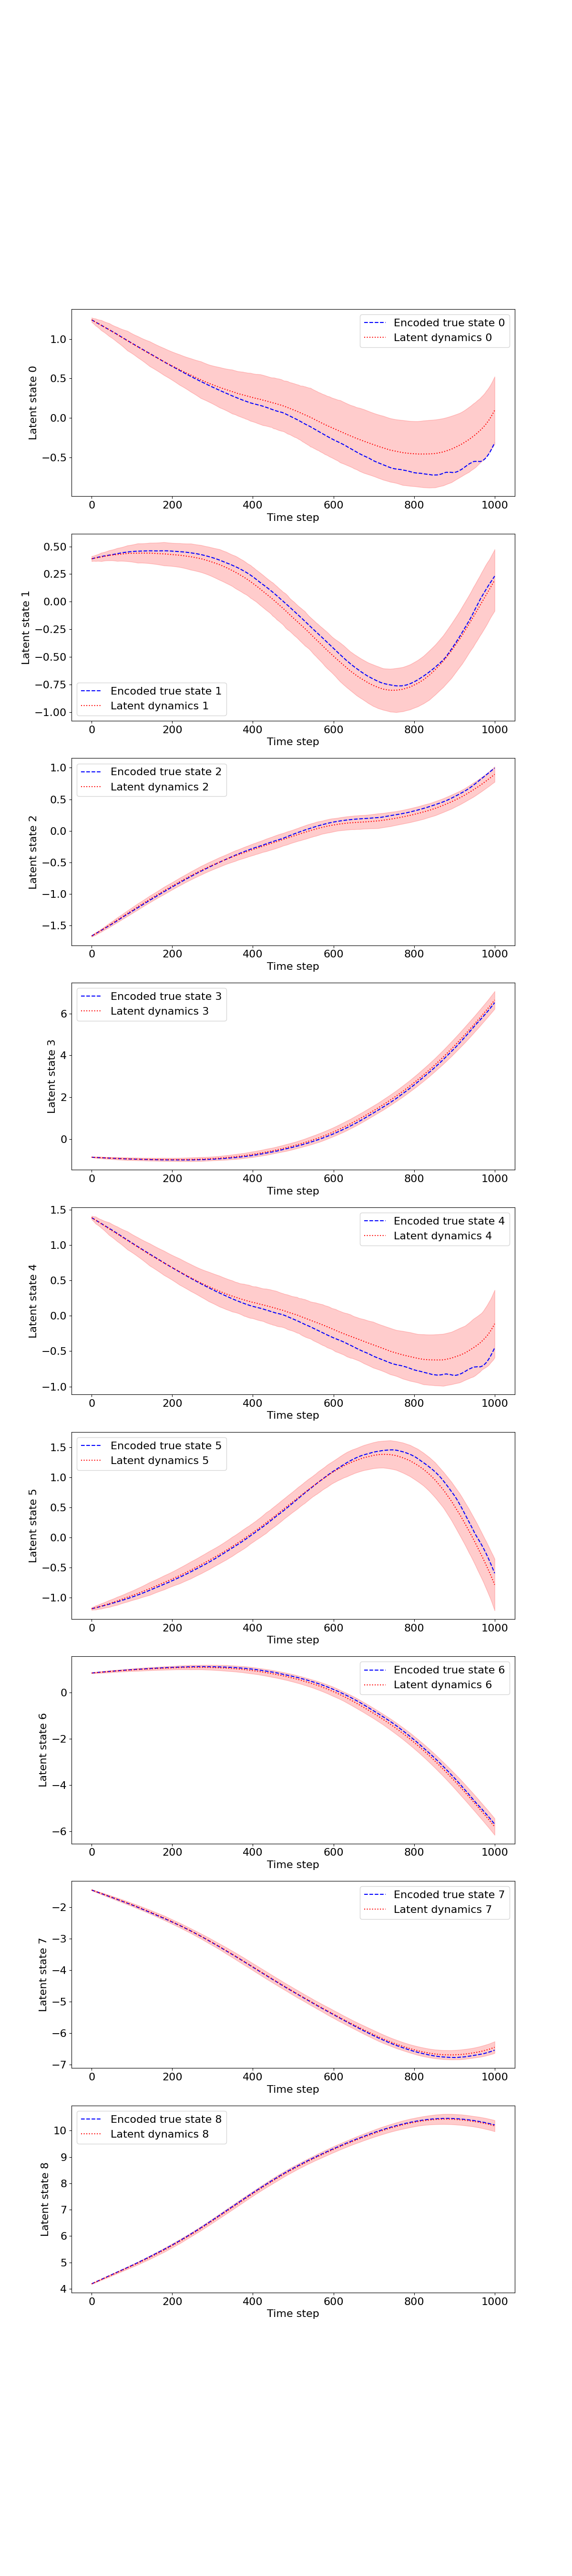 Encoded true state 0
Latent dynamics 0
1.0
0.5
0.0
−0.5
Latent state 0
0 200 400 600 800 1000
Time step
0.50
0.25
0.00
−0.25
−0.50
−0.75
−1.00
Latent state 1
Encoded true state 1
Latent dynamics 1
0 200 400 600 800 1000
Time step
Encoded true state 2
Latent dynamics 2
1.0
0.5
0.0
−0.5
−1.0
−1.5
Latent state 2
0 200 400 600 800 1000
Time step
Encoded true state 3
Latent dynamics 3
6
4
2
0
Latent state 3
0 200 400 600 800 1000
Time step
Encoded true state 4
Latent dynamics 4
1.5
1.0
0.5
0.0
−0.5
−1.0
Latent state 4
0 200 400 600 800 1000
Time step
Encoded true state 5
Latent dynamics 5
1.5
1.0
0.5
0.0
−0.5
−1.0
Latent state 5
0 200 400 600 800 1000
Time step
Encoded true state 6
Latent dynamics 6
0
−2
−4
−6
Latent state 6
0 200 400 600 800 1000
Time step
Encoded true state 7
Latent dynamics 7
−2
−3
−4
−5
−6
−7
Latent state 7
0 200 400 600 800 1000
Time step
Encoded true state 8
Latent dynamics 8
10
9
8
7
6
5
4
Latent state 8
0 200 400 600 800 1000
Time step